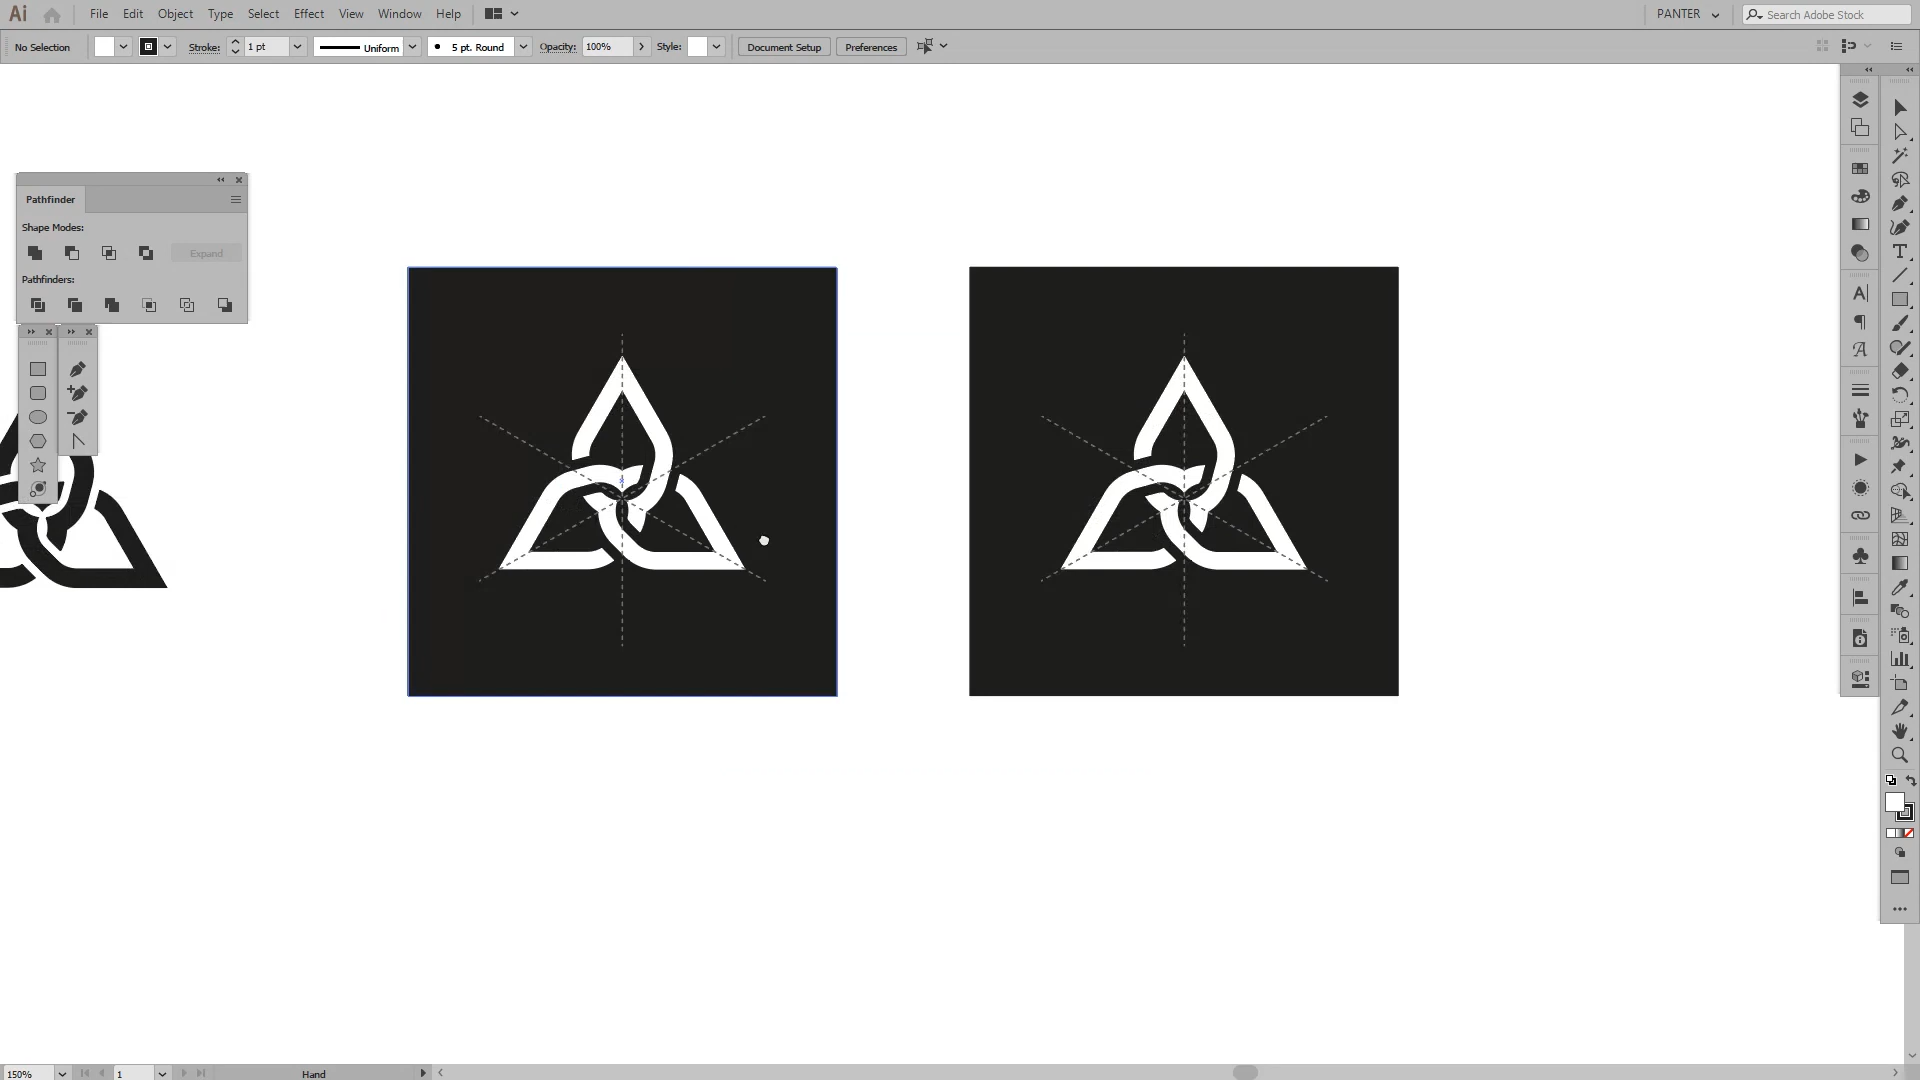 Ai File Edit Object Type Select Effect View Window Help PANTER Search Adobe Stock
No Selection Stroke: 1 pt Uniform 5 pt. Round Opacity: 100% Style: Document Setup Preferences
Pathfinder
Shape Modes:
Expand
Pathfinders:
150% 1 Hand